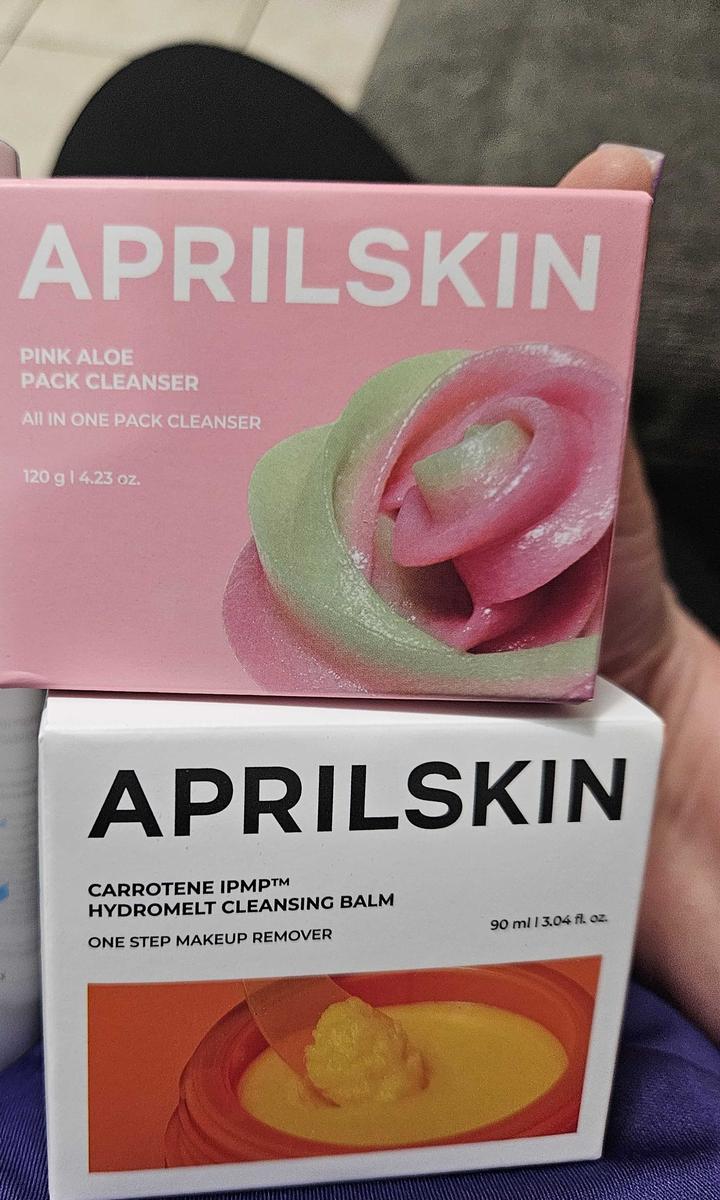 APRILSKIN
PINK ALOE
PACK CLEANSER
All IN ONE PACK CLEANSER
120 g | 4.23 oz.
APRILSKIN
CARROTENE IPMP™
HYDROMELT CLEANSING BALM
ONE STEP MAKEUP REMOVER
90 ml | 3.04 fl. oz.